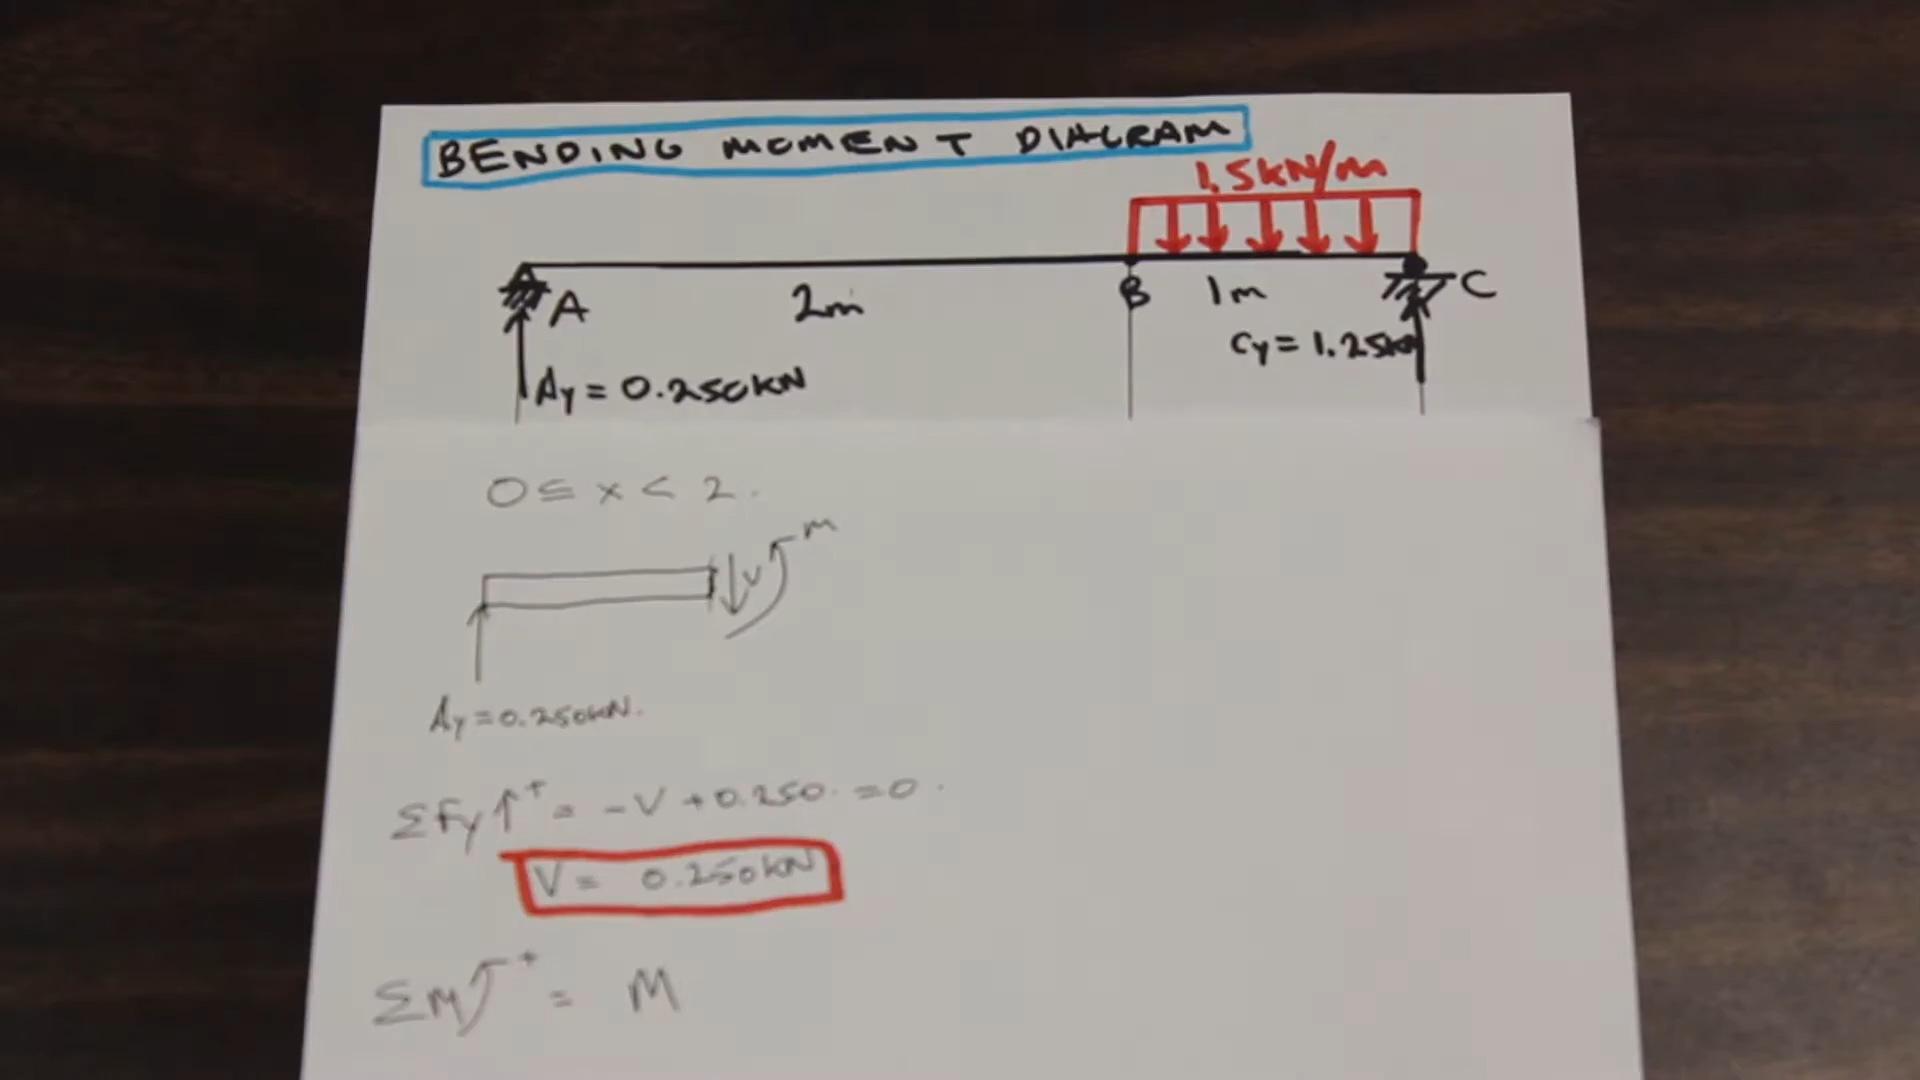 BENDING MOMENT DIAGRAM
1.5kN/m
A 2m B 1m C
Cy = 1.25kN
Ay = 0.250kN
0 ≤ x < 2.
M
V
Ay = 0.250kN.
ΣFy↑+ = -V + 0.250 = 0.
V = 0.250kN
ΣM+ = M